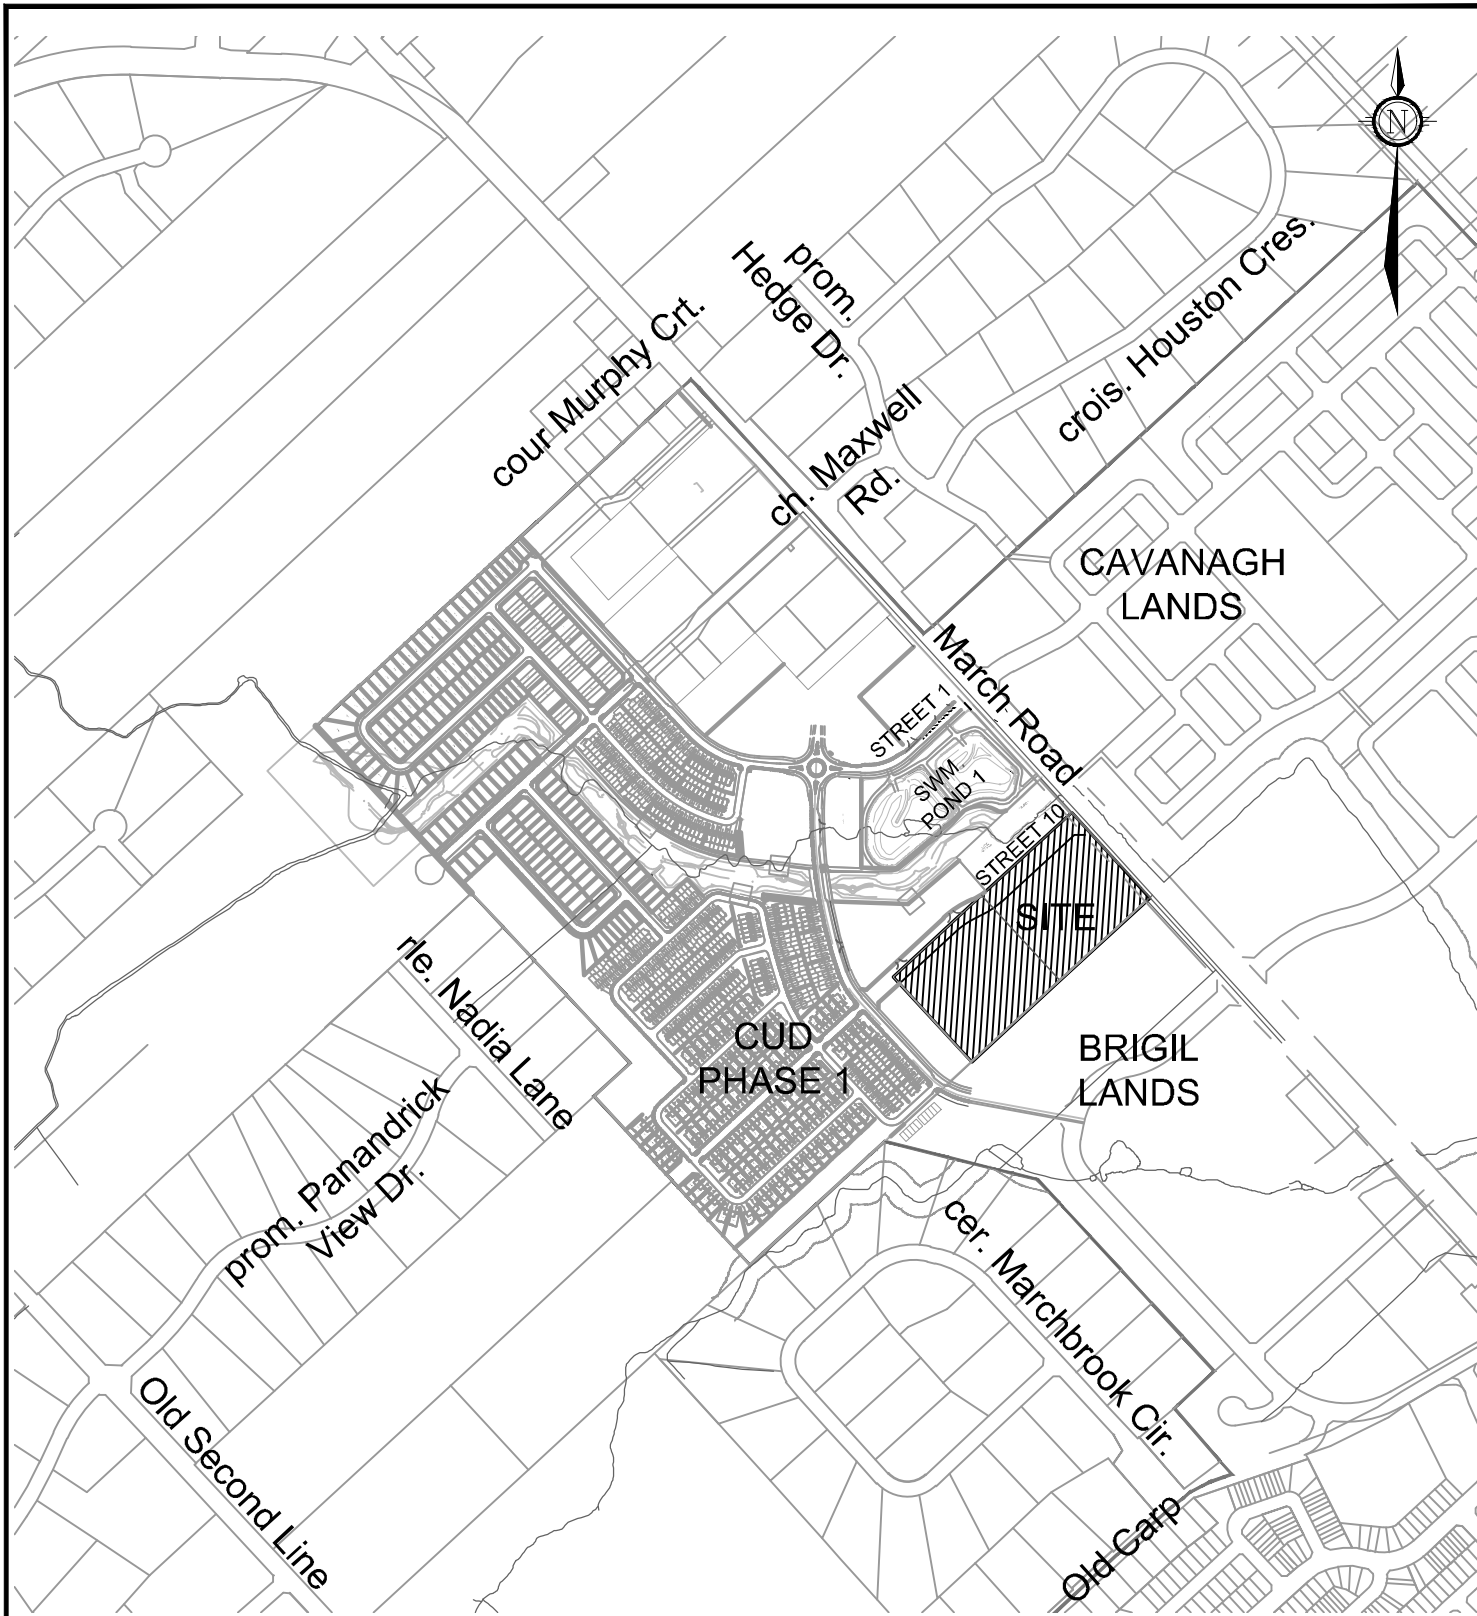 N
prom.
Hedge Dr.
crois. Houston Cres.
cour Murphy Crt.
ch. Maxwell
Rd.
CAVANAGH
LANDS
March Road
STREET 1
SWM
POND 1
STREET 10
SITE
rle. Nadia Lane
CUD
PHASE 1
BRIGIL
LANDS
prom. Panandrick
View Dr.
cer. Marchbrook Cir.
Old Second Line
Old Carp